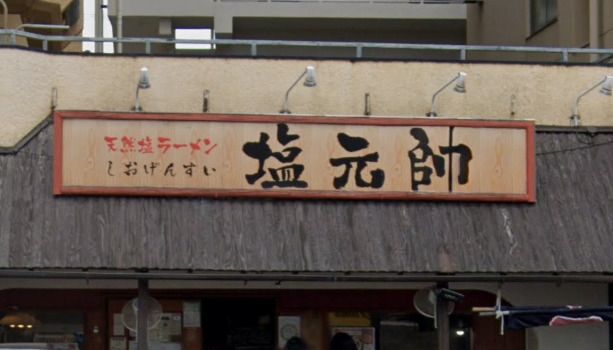 天然塩ラーメン
しおげんすい
塩元帥